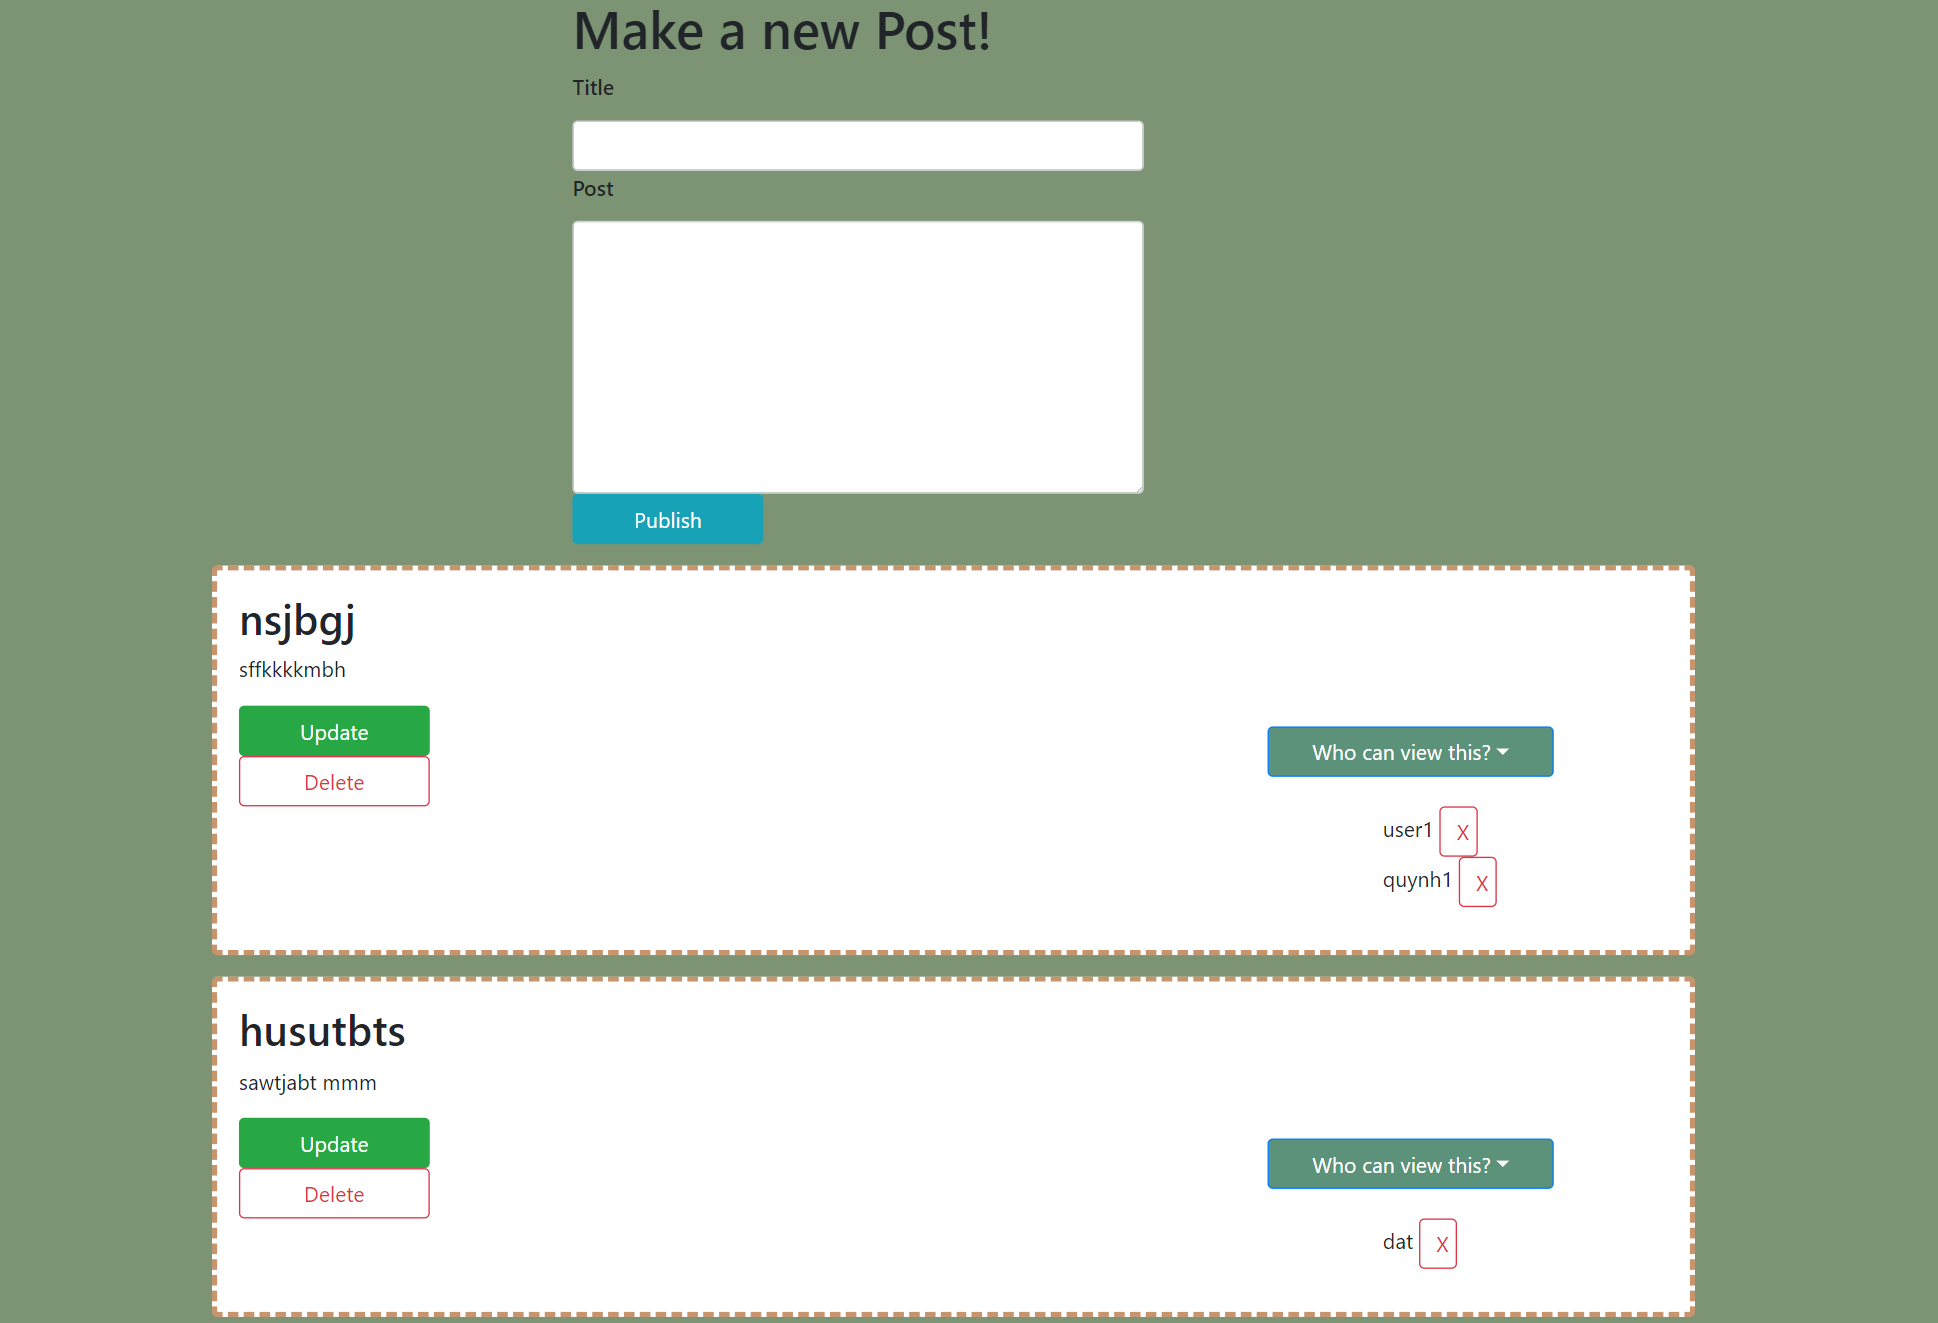 Make a new Post!
Title
Post
Publish
nsjbgj
sffkkkkmbh
Update
Delete
Who can view this?
user1 X
quynh1 X
husutbts
sawtjabt mmm
Update
Delete
Who can view this?
dat X